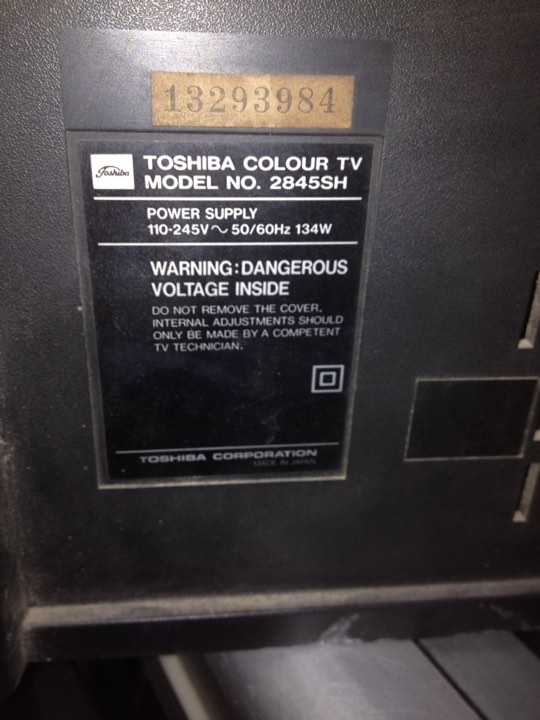 13293984
Toshiba
TOSHIBA COLOUR TV
MODEL NO. 2845SH
POWER SUPPLY
110-245V～ 50/60Hz 134W
WARNING: DANGEROUS
VOLTAGE INSIDE
DO NOT REMOVE THE COVER.
INTERNAL ADJUSTMENTS SHOULD
ONLY BE MADE BY A COMPETENT
TV TECHNICIAN.
TOSHIBA CORPORATION
MADE IN JAPAN